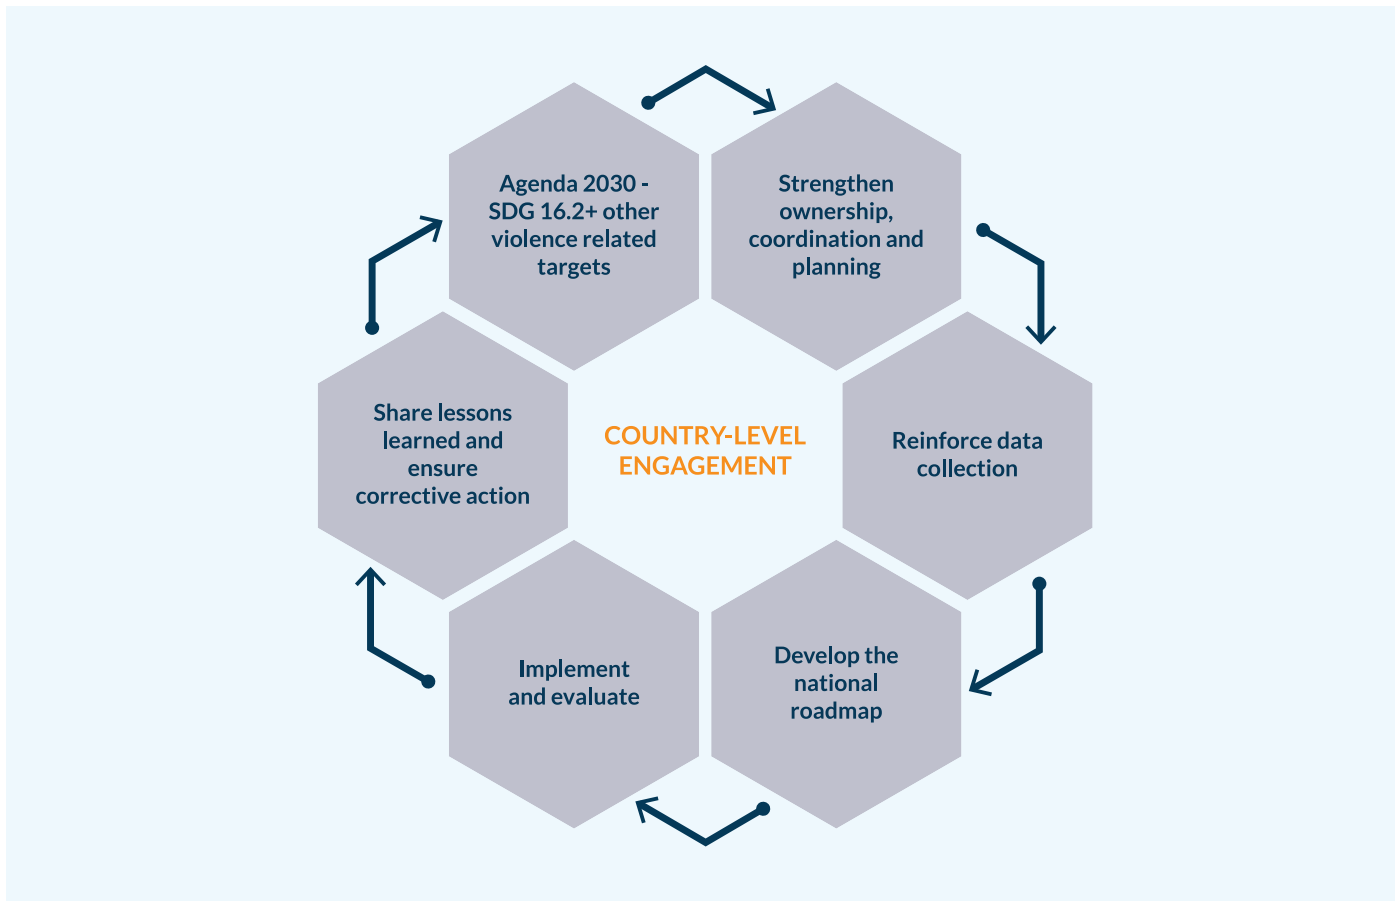 Agenda 2030 -
SDG 16.2+ other
violence related
targets
Strengthen
ownership,
coordination and
planning
Reinforce data
collection
Develop the
national
roadmap
Implement
and evaluate
Share lessons
learned and
ensure
corrective action
COUNTRY-LEVEL
ENGAGEMENT